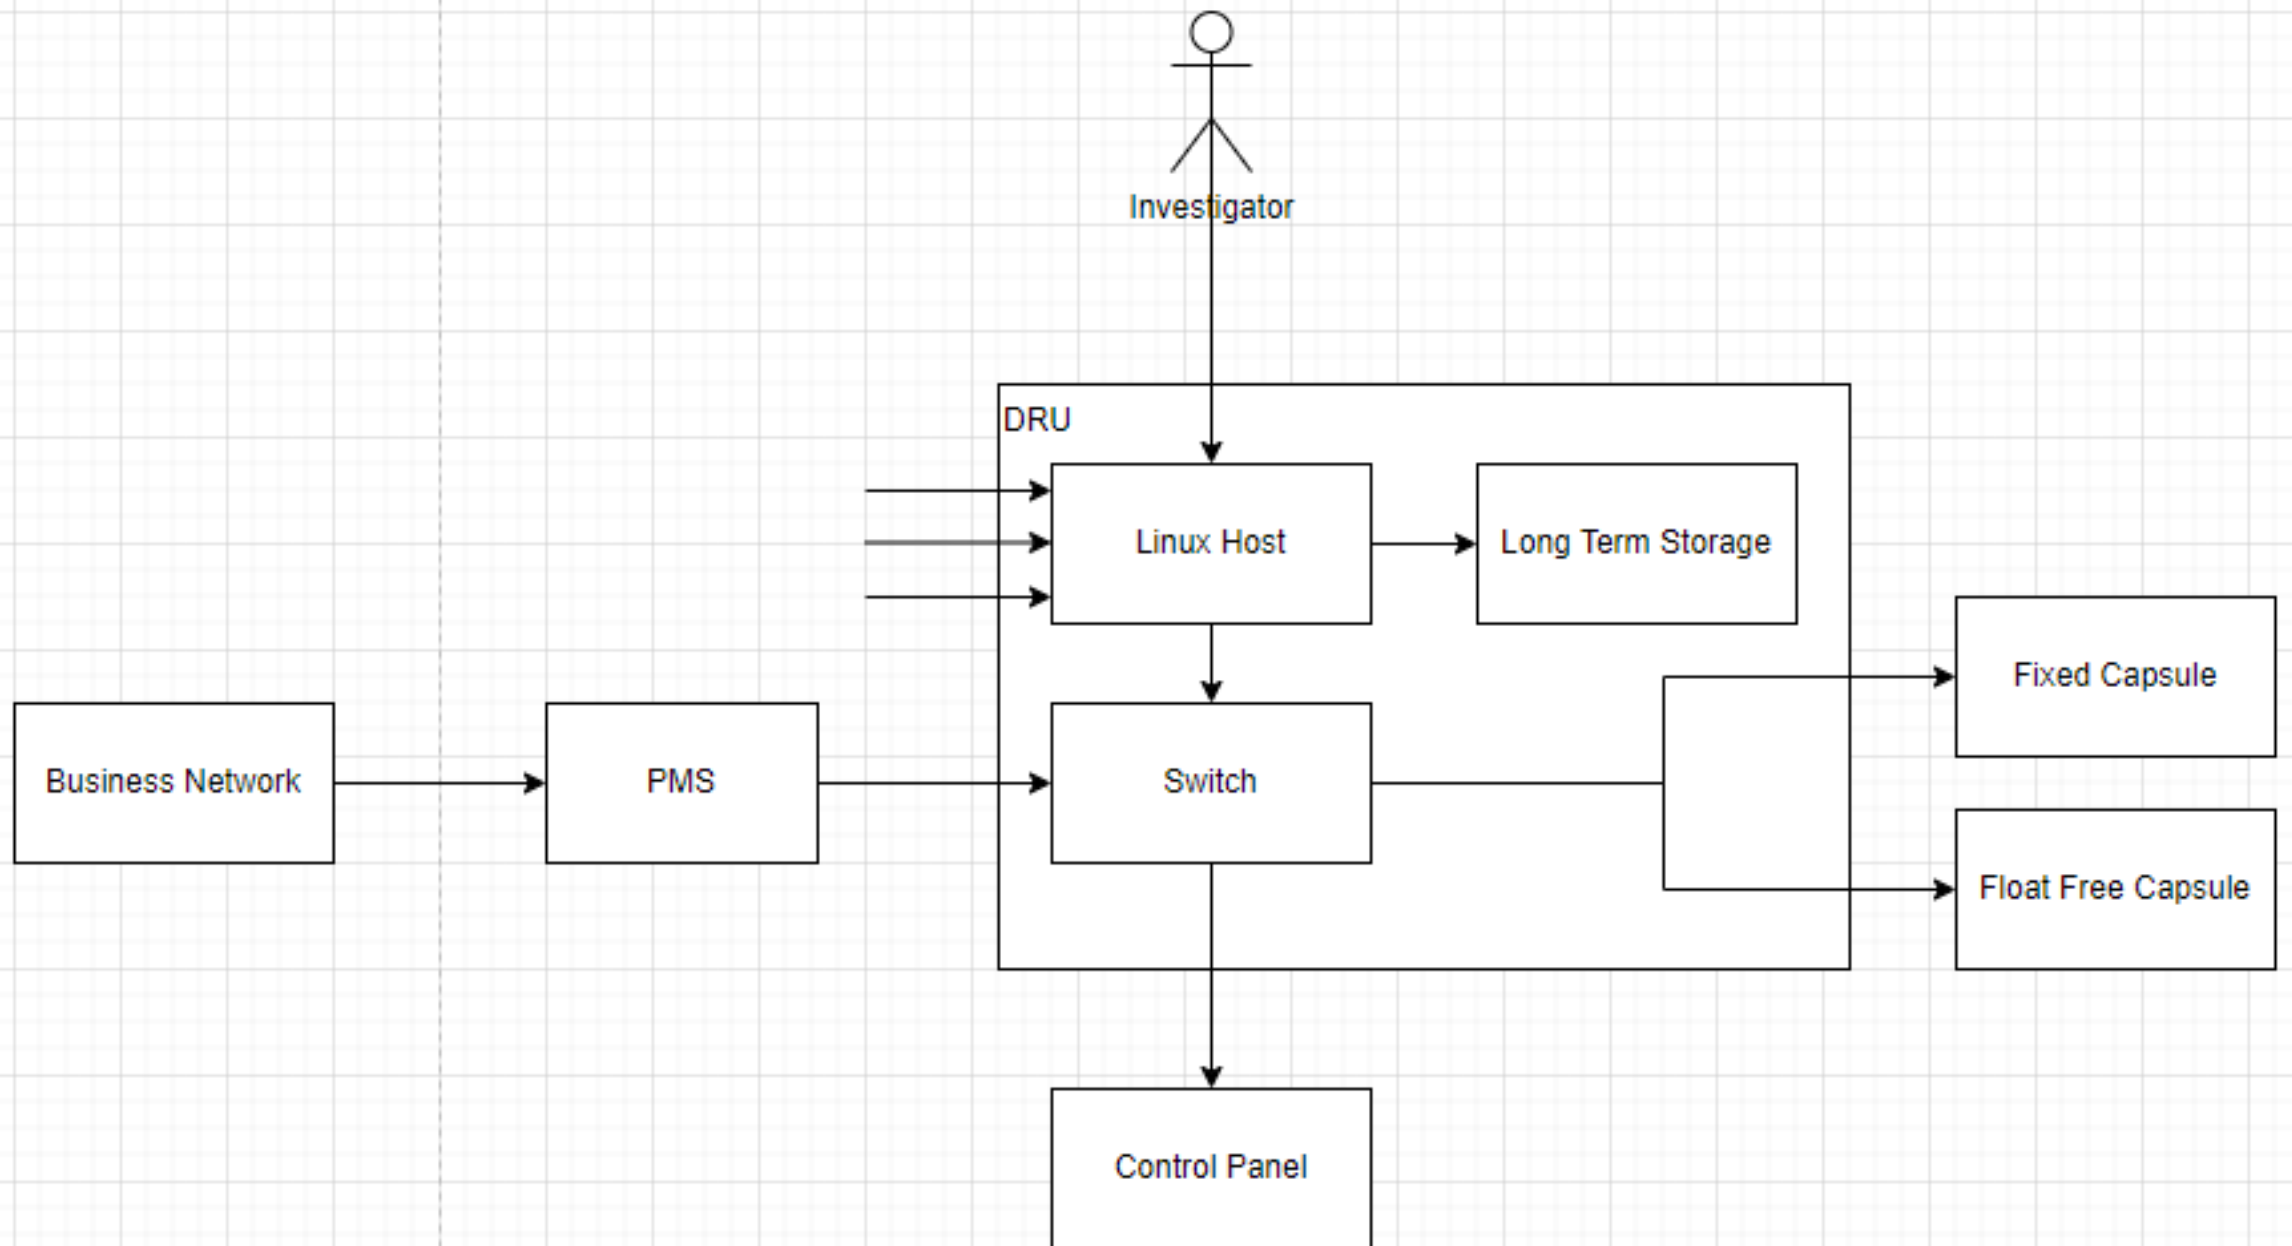 Investigator
DRU
Linux Host
Long Term Storage
Fixed Capsule
Business Network
PMS
Switch
Float Free Capsule
Control Panel